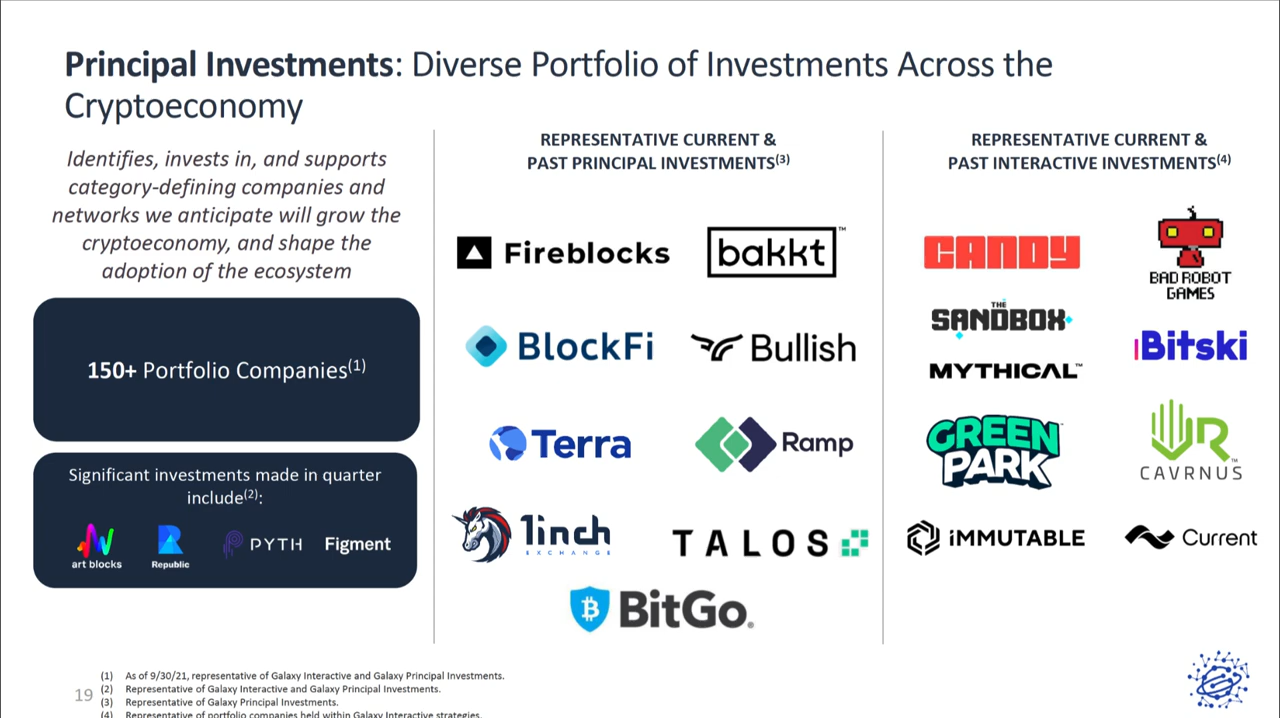 Principal Investments: Diverse Portfolio of Investments Across the
Cryptoeconomy
Identifies, invests in, and supports
category-defining companies and
networks we anticipate will grow the
cryptoeconomy, and shape the
adoption of the ecosystem
150+ Portfolio Companies(1)
Significant investments made in quarter
include(2):
art blocks
Republic
PYTH
Figment
REPRESENTATIVE CURRENT &
PAST PRINCIPAL INVESTMENTS(3)
Fireblocks
bakkt™
BlockFi
Bullish
Terra
Ramp
1inch
EXCHANGE
TALOS
BitGo®
REPRESENTATIVE CURRENT &
PAST INTERACTIVE INVESTMENTS(4)
CANDY
BAD ROBOT
GAMES
THE
SANDBOX
Bitski
MYTHICAL™
GREEN
PARK
CAVRNUS™
iMMUTABLE
Current
19
(1) As of 9/30/21, representative of Galaxy Interactive and Galaxy Principal Investments.
(2) Representative of Galaxy Interactive and Galaxy Principal Investments.
(3) Representative of Galaxy Principal Investments.
(4) Representative of portfolio companies held within Galaxy Interactive strategies.